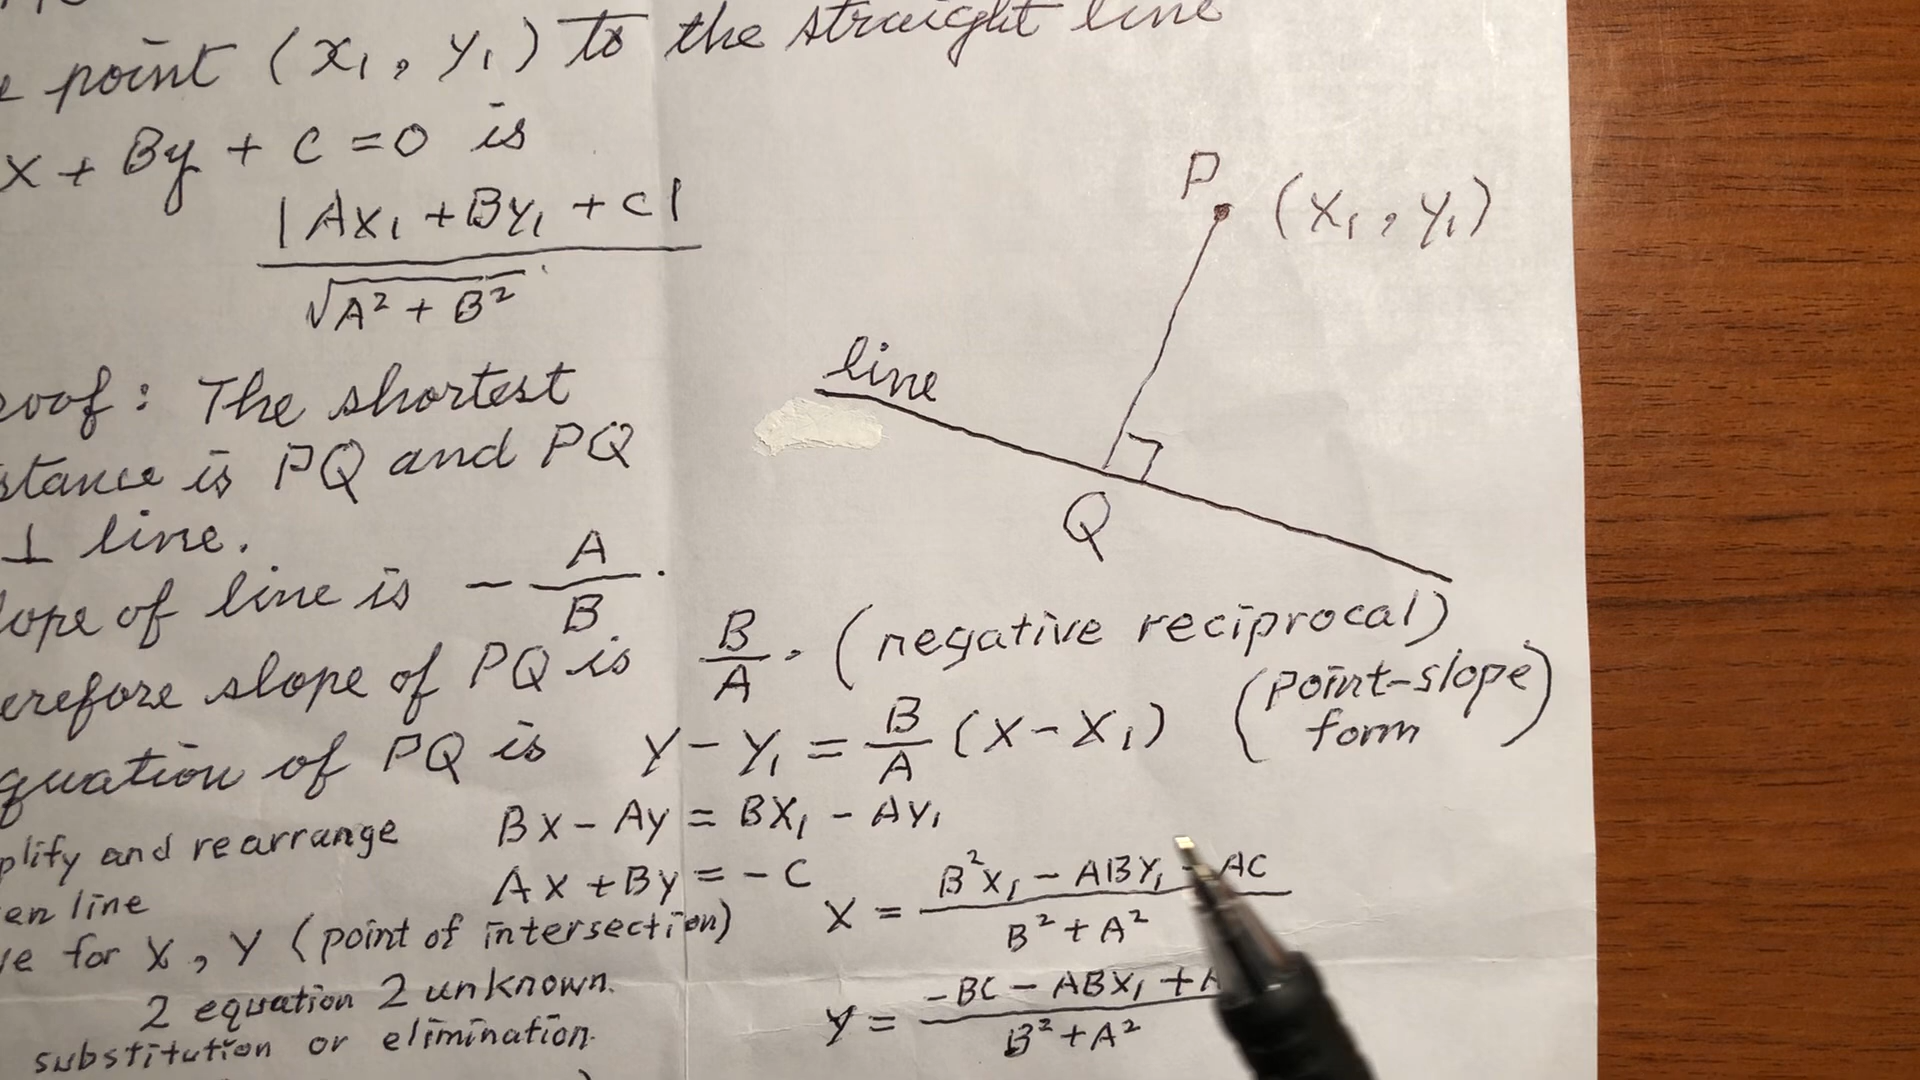 point (x₁, y₁) to the straight line
x + By + C = 0 is
|Ax₁ + By₁ + C|
√A² + B²
P
(x₁, y₁)
line
Q
oof: The shortest
stance is PQ and PQ
⊥ line.
lope of line is - A/B.
erefore slope of PQ is B/A. (negative reciprocal)
quation of PQ is y - y₁ = B/A (x - x₁) (point-slope form)
plify and rearrange Bx - Ay = Bx₁ - Ay₁
en line Ax + By = -C
ve for x, y (point of intersection)
x = B²x₁ - ABy₁ - AC / B² + A²
2 equation 2 unknown.
substitution or elimination.
y = -BC - ABx₁ + A / B² + A²